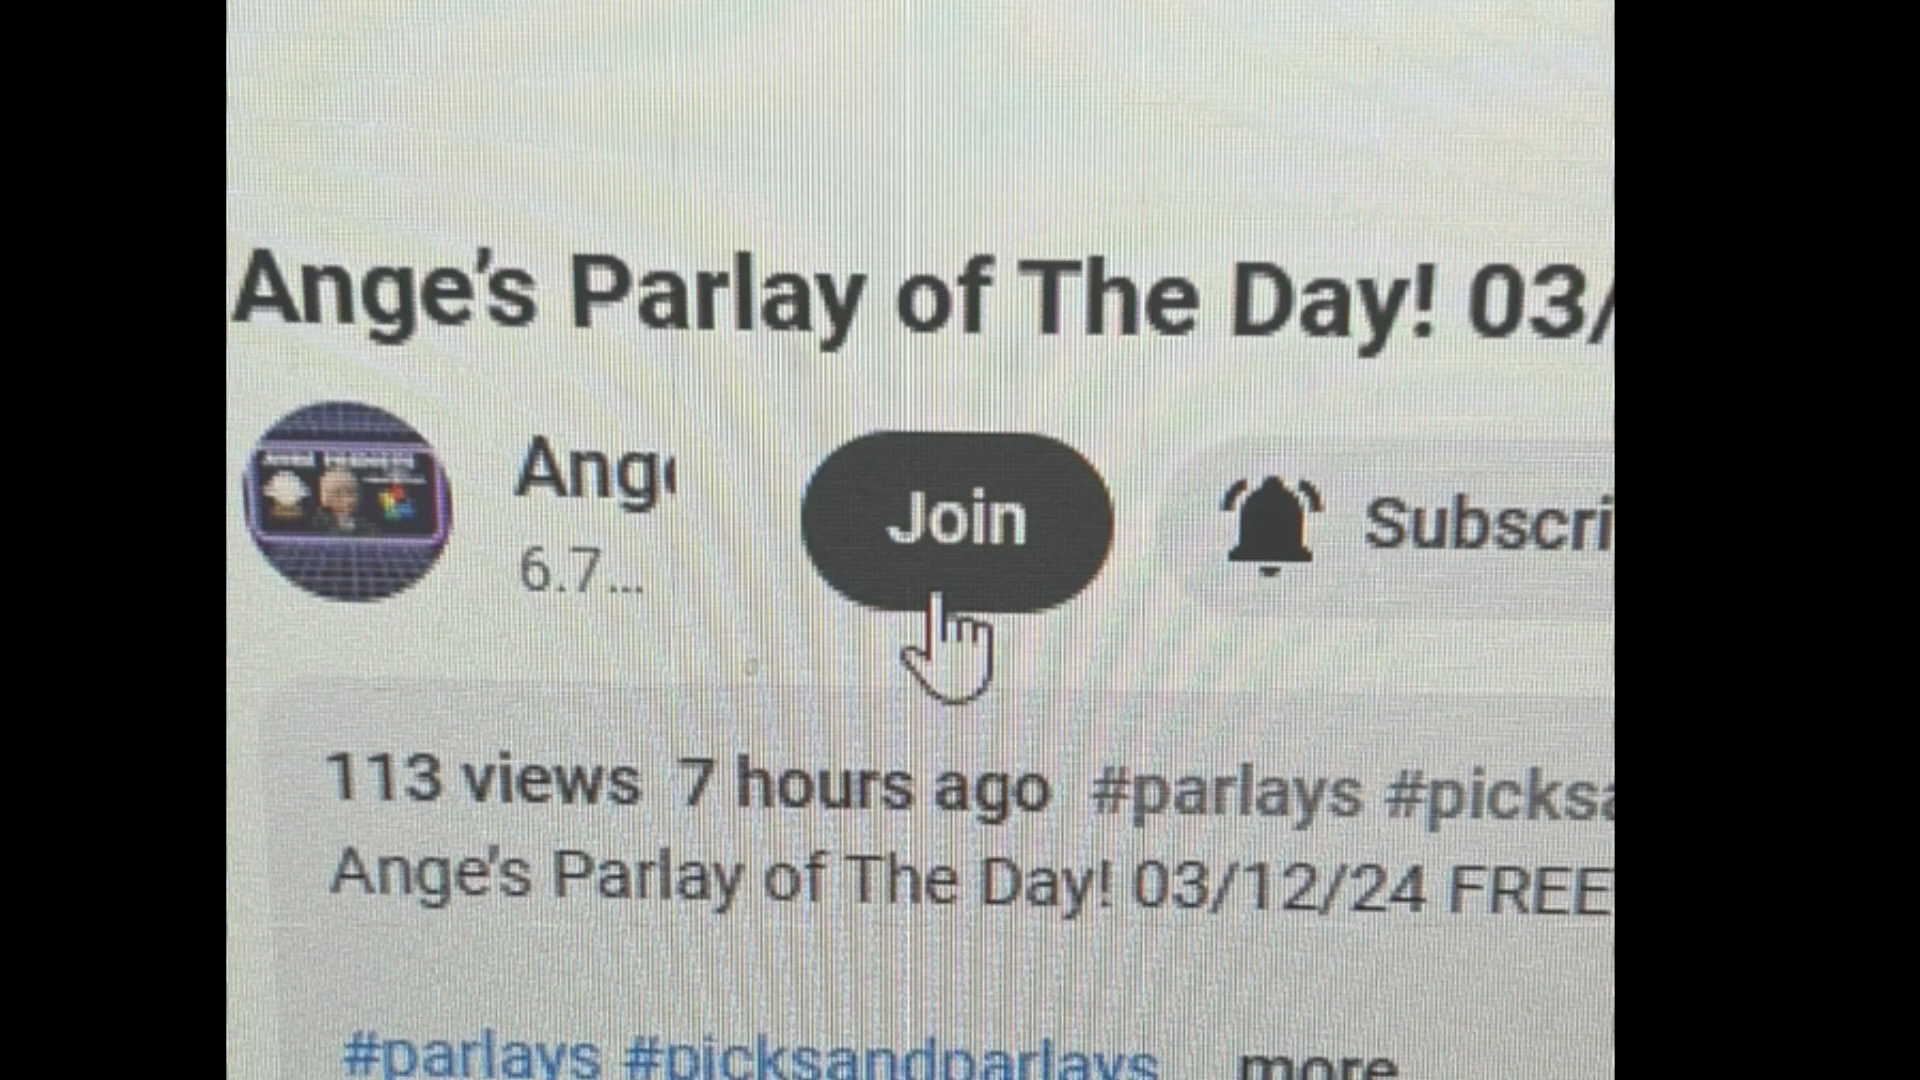 Ange's Parlay of The Day! 03/
Ang
6.7...
Join
Subscri
113 views 7 hours ago #parlays #picksa
Ange's Parlay of The Day! 03/12/24 FREE
#parlays #picksandparlays more